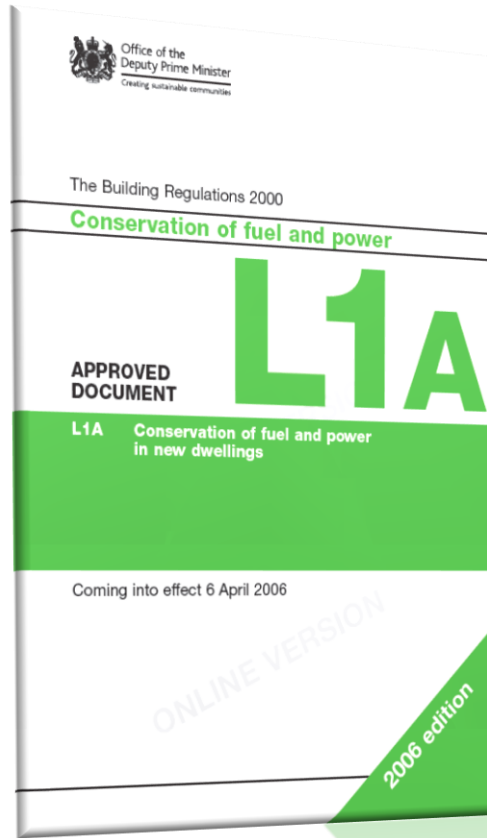 Office of the
Deputy Prime Minister
Creating sustainable communities
The Building Regulations 2000
Conservation of fuel and power
L1A
APPROVED
DOCUMENT
L1A Conservation of fuel and power
in new dwellings
Coming into effect 6 April 2006
ONLINE VERSION
2006 edition